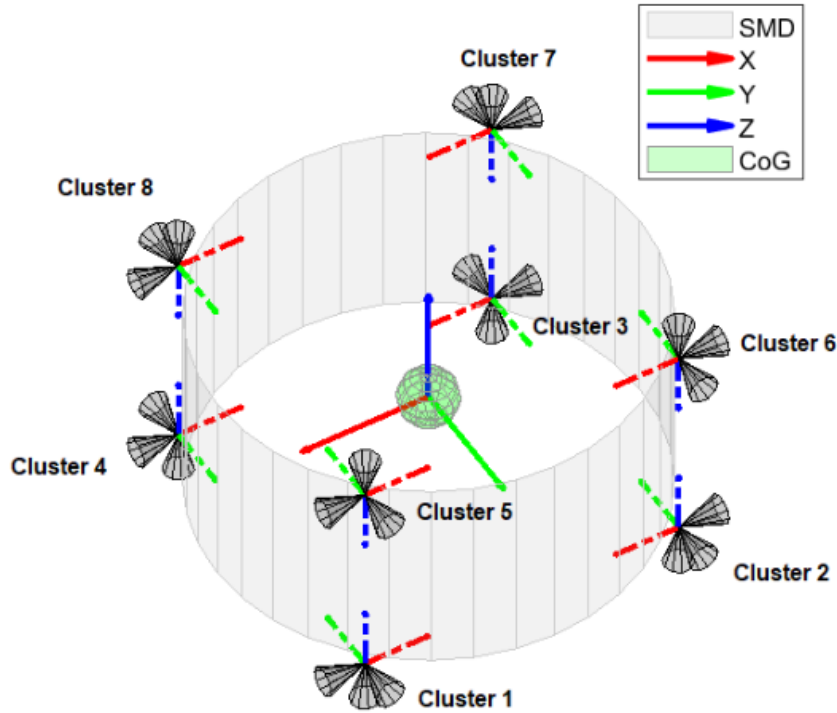 SMD
X
Y
Z
CoG
Cluster 7
Cluster 8
Cluster 3
Cluster 6
Cluster 4
Cluster 5
Cluster 2
Cluster 1